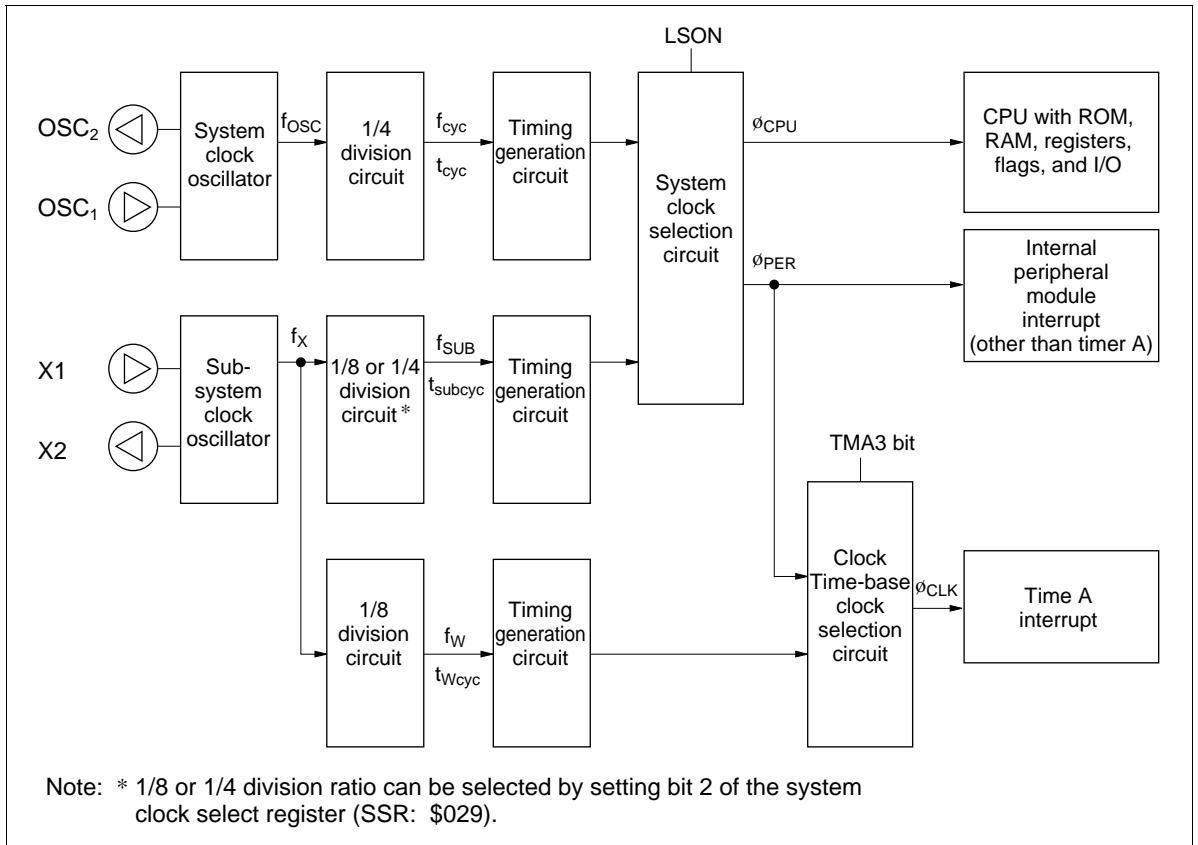 LSON
OSC₂
OSC₁
System
clock
oscillator
fOSC
1/4
division
circuit
fcyc
tcyc
Timing
generation
circuit
System
clock
selection
circuit
øCPU
øPER
CPU with ROM,
RAM, registers,
flags, and I/O
Internal
peripheral
module
interrupt
(other than timer A)
X1
X2
Sub-
system
clock
oscillator
fX
1/8 or 1/4
division
circuit *
fSUB
tsubcyc
Timing
generation
circuit
TMA3 bit
1/8
division
circuit
fW
tWcyc
Timing
generation
circuit
Clock
Time-base
clock
selection
circuit
øCLK
Time A
interrupt
Note: * 1/8 or 1/4 division ratio can be selected by setting bit 2 of the system
clock select register (SSR: $029).